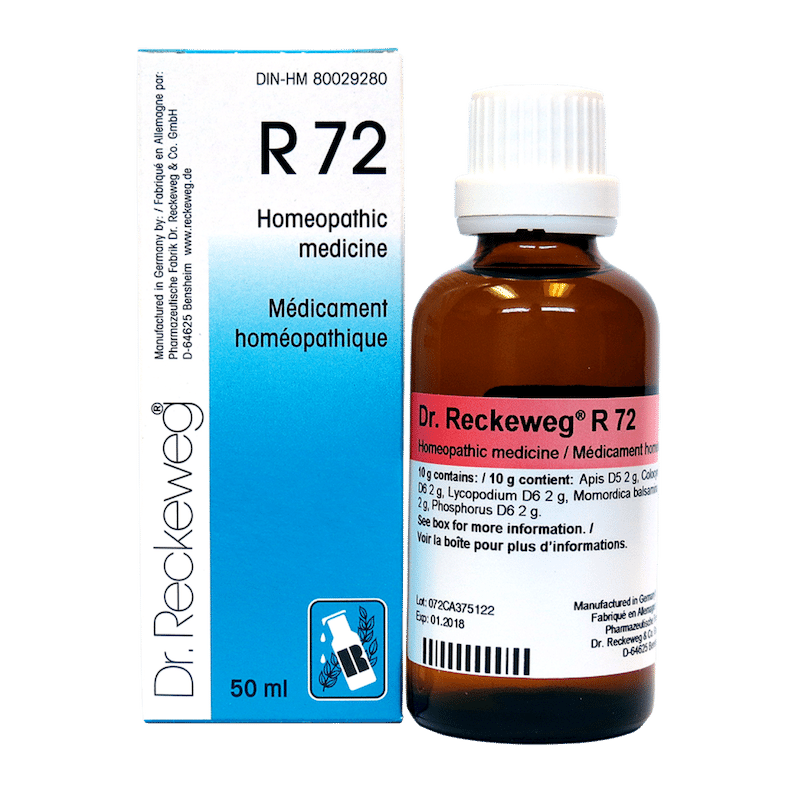 DIN-HM 80029280
R 72
Homeopathic
medicine
Médicament
homéopathique
50 ml
Manufactured in Germany by: / Fabriqué en Allemagne par:
Pharmazeutische Fabrik Dr. Reckeweg & Co. GmbH
D-64625 Bensheim www.reckeweg.de
Dr. Reckeweg®
R
Dr. Reckeweg® R 72
Homeopathic medicine / Médicament
10 g contains: / 10 g contient: Apis D5 2 g,
D6 2 g, Lycopodium D6 2 g, Momordica
2 g, Phosphorus D6 2 g.
See box for more information. /
Voir la boîte pour plus d'informations.
Lot: 072CA375122
Exp: 01.2018
Manufactured in Germany
Fabriqué en Allemagne
Pharmazeutische
Dr. Reckeweg & Co.
D-64625